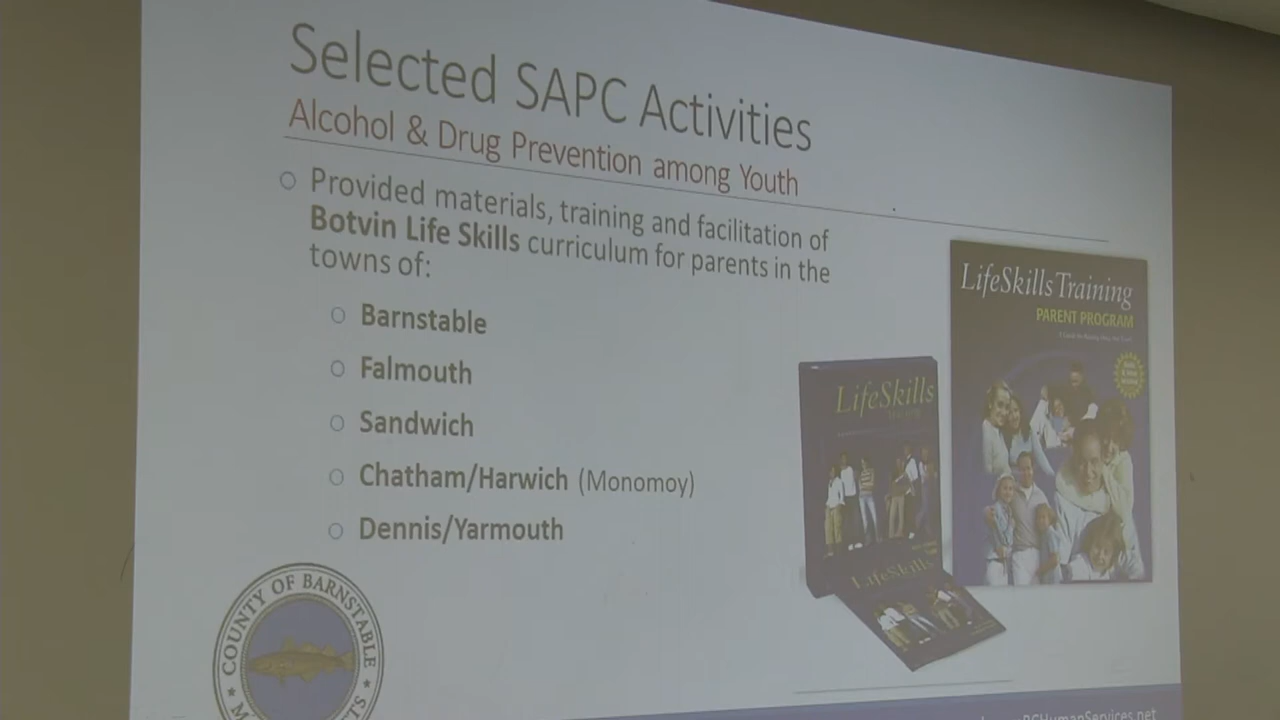 Selected SAPC Activities
Alcohol & Drug Prevention among Youth
Provided materials, training and facilitation of
Botvin Life Skills curriculum for parents in the
towns of:
Barnstable
Falmouth
Sandwich
Chatham/Harwich (Monomoy)
Dennis/Yarmouth
LifeSkills Training
PARENT PROGRAM
LifeSkills
LifeSkills
COUNTY OF BARNSTABLE